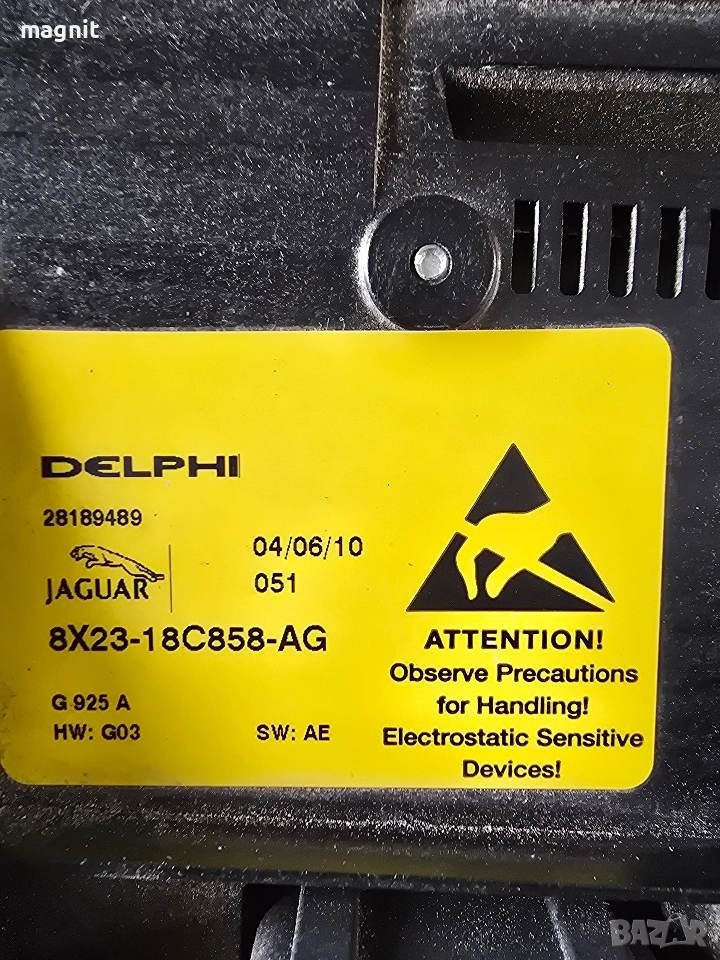 magnit
DELPHI
28189489
04/06/10
JAGUAR
051
8X23-18C858-AG
G 925 A
HW: G03
SW: AE
ATTENTION!
Observe Precautions
for Handling!
Electrostatic Sensitive
Devices!
BAZAR